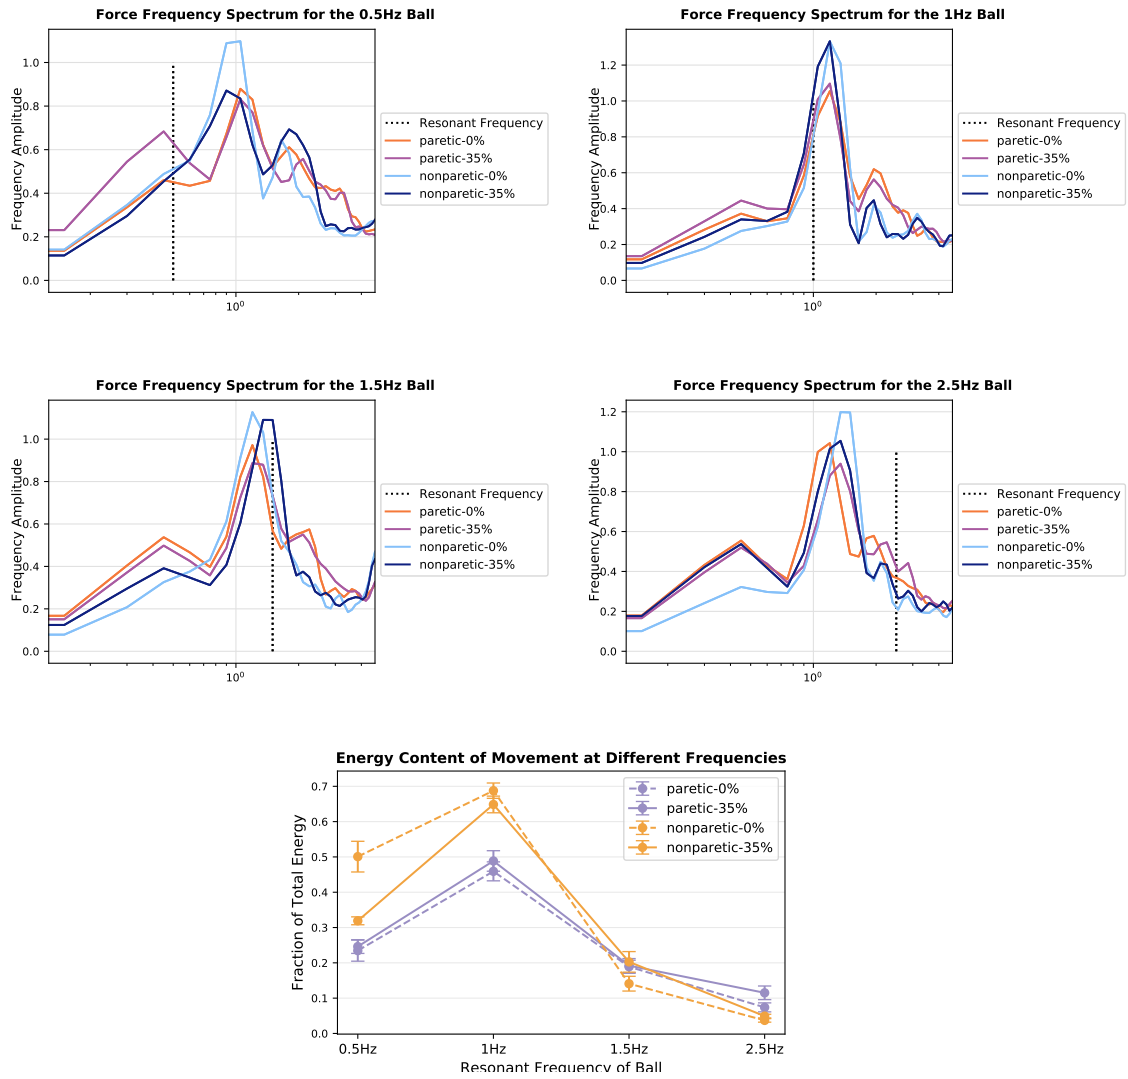 Force Frequency Spectrum for the 0.5Hz Ball
Frequency Amplitude
1.0
0.8
0.6
0.4
0.2
0.0
10⁰
Resonant Frequency
paretic-0%
paretic-35%
nonparetic-0%
nonparetic-35%
Force Frequency Spectrum for the 1Hz Ball
Frequency Amplitude
1.2
1.0
0.8
0.6
0.4
0.2
0.0
10⁰
Resonant Frequency
paretic-0%
paretic-35%
nonparetic-0%
nonparetic-35%
Force Frequency Spectrum for the 1.5Hz Ball
Frequency Amplitude
1.0
0.8
0.6
0.4
0.2
0.0
10⁰
Resonant Frequency
paretic-0%
paretic-35%
nonparetic-0%
nonparetic-35%
Force Frequency Spectrum for the 2.5Hz Ball
Frequency Amplitude
1.2
1.0
0.8
0.6
0.4
0.2
0.0
10⁰
Resonant Frequency
paretic-0%
paretic-35%
nonparetic-0%
nonparetic-35%
Energy Content of Movement at Different Frequencies
Fraction of Total Energy
0.7
0.6
0.5
0.4
0.3
0.2
0.1
0.0
paretic-0%
paretic-35%
nonparetic-0%
nonparetic-35%
0.5Hz 1Hz 1.5Hz 2.5Hz
Resonant Frequency of Ball